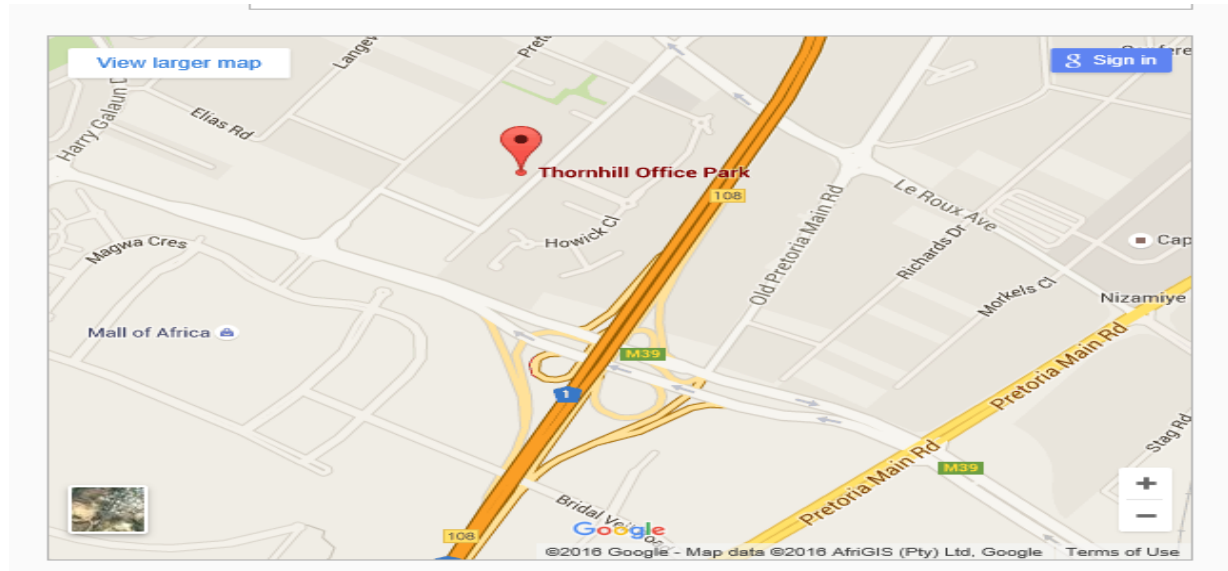 View larger map
Sign in
Elias Rd
Harry Galaun D
Thornhill Office Park
108
Le Roux Ave
Howick Cl
Old Pretoria Main Rd
Richards Dr
Cap
Magwa Cres
Morkels Cl
Nizamiye
Mall of Africa
M39
1
Pretoria Main Rd
Stag Rd
Pretoria Main Rd
M39
+
Google
108
−
©2016 Google - Map data ©2016 AfriGIS (Pty) Ltd, Google
Terms of Use